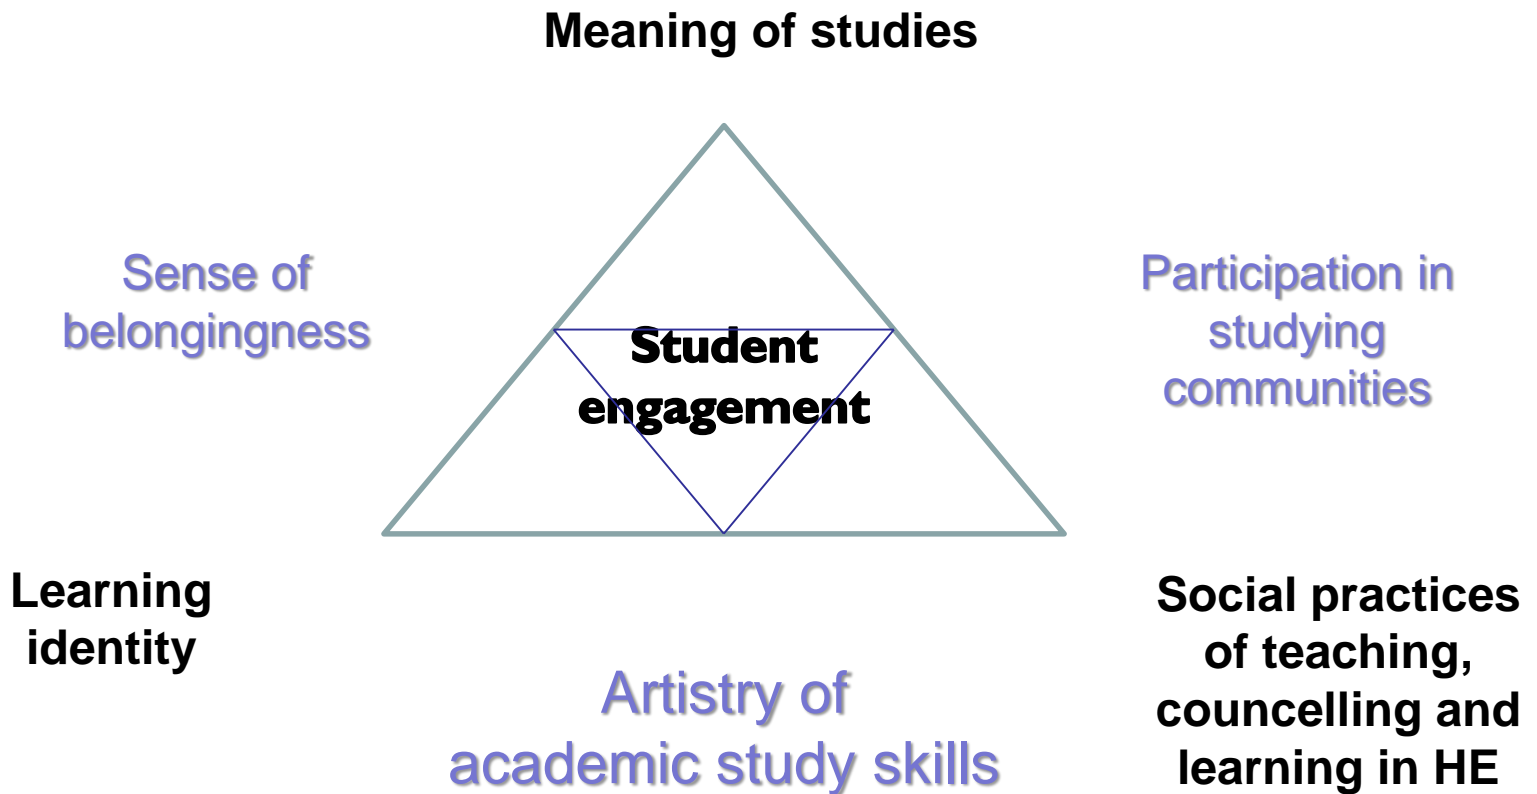 Meaning of studies
Sense of
belongingness
Participation in
studying
communities
Student
engagement
Learning
identity
Social practices
of teaching,
councelling and
learning in HE
Artistry of
academic study skills